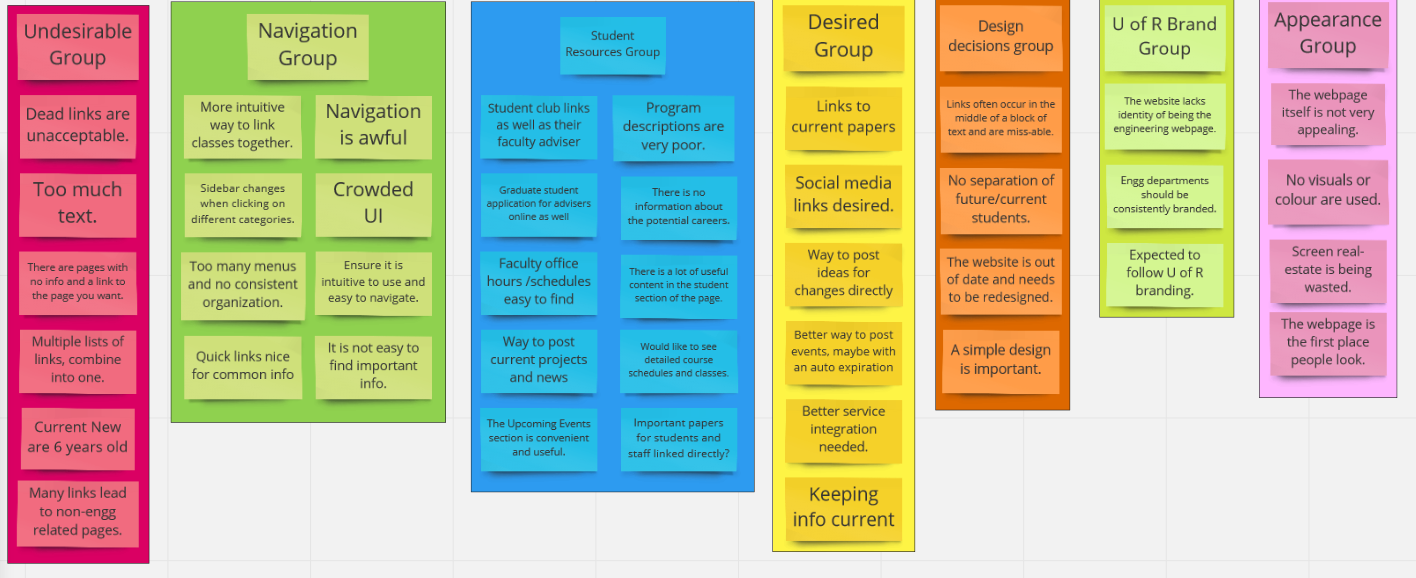 Undesirable
Group
Dead links are
unacceptable.
Too much
text.
There are pages with
no info and a link to
the page you want.
Multiple lists of
links, combine
into one.
Current New
are 6 years old
Many links lead
to non-engg
related pages.
Navigation
Group
More intuitive
way to link
classes together.
Navigation
is awful
Sidebar changes
when clicking on
different categories.
Crowded
UI
Too many menus
and no consistent
organization.
Ensure it is
intuitive to use and
easy to navigate.
Quick links nice
for common info
It is not easy to
find important
info.
Student
Resources Group
Student club links
as well as their
faculty adviser
Program
descriptions are
very poor.
Graduate student
application for advisers
online as well
There is no
information about
the potential careers.
Faculty office
hours /schedules
easy to find
There is a lot of useful
content in the student
section of the page.
Way to post
current projects
and news
Would like to see
detailed course
schedules and classes.
The Upcoming Events
section is convenient
and useful.
Important papers
for students and
staff linked directly?
Desired
Group
Links to
current papers
Social media
links desired.
Way to post
ideas for
changes directly
Better way to post
events, maybe with
an auto expiration
Better service
integration
needed.
Keeping
info current
Design
decisions group
Links often occur in the
middle of a block of
text and are miss-able.
No separation of
future/current
students.
The website is out
of date and needs
to be redesigned.
A simple design
is important.
U of R Brand
Group
The website lacks
identity of being the
engineering webpage.
Engg departments
should be
consistently branded.
Expected to
follow U of R
branding.
Appearance
Group
The webpage
itself is not very
appealing.
No visuals or
colour are used.
Screen real-
estate is being
wasted.
The webpage is
the first place
people look.